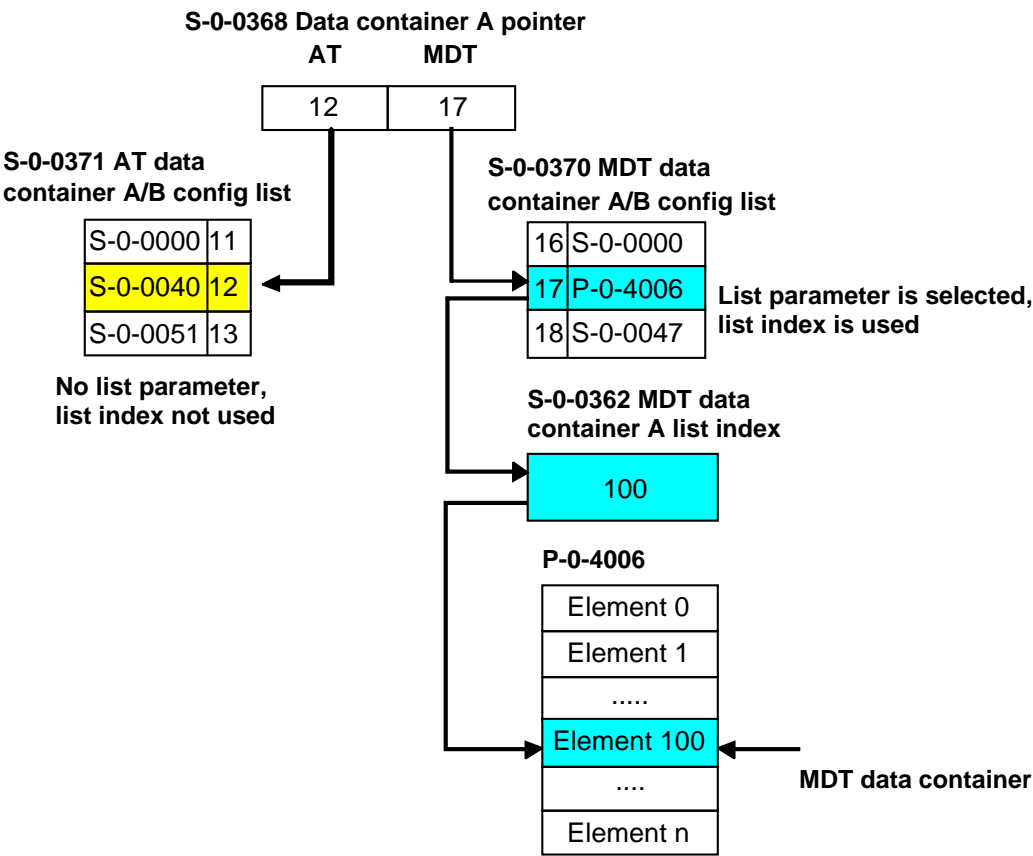 S-0-0368 Data container A pointer
AT MDT
12 17
S-0-0371 AT data
container A/B config list
S-0-0000 11
S-0-0040 12
S-0-0051 13
No list parameter,
list index not used
S-0-0370 MDT data
container A/B config list
16 S-0-0000
17 P-0-4006
18 S-0-0047
List parameter is selected,
list index is used
S-0-0362 MDT data
container A list index
100
P-0-4006
Element 0
Element 1
.....
Element 100
....
Element n
MDT data container